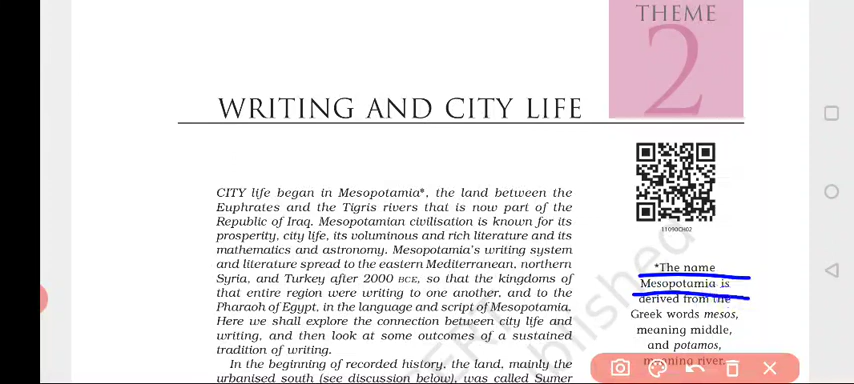 THEME
2
WRITING AND CITY LIFE
CITY life began in Mesopotamia*, the land between the
Euphrates and the Tigris rivers that is now part of the
Republic of Iraq. Mesopotamian civilisation is known for its
prosperity, city life, its voluminous and rich literature and its
mathematics and astronomy. Mesopotamia's writing system
and literature spread to the eastern Mediterranean, northern
Syria, and Turkey after 2000 BCE, so that the kingdoms of
that entire region were writing to one another, and to the
Pharaoh of Egypt, in the language and script of Mesopotamia.
Here we shall explore the connection between city life and
writing, and then look at some outcomes of a sustained
tradition of writing.
In the beginning of recorded history, the land, mainly the
urbanised south (see discussion below), was called Sumer
11090CH02
*The name
Mesopotamia is
derived from the
Greek words mesos,
meaning middle,
and potamos,
meaning river.